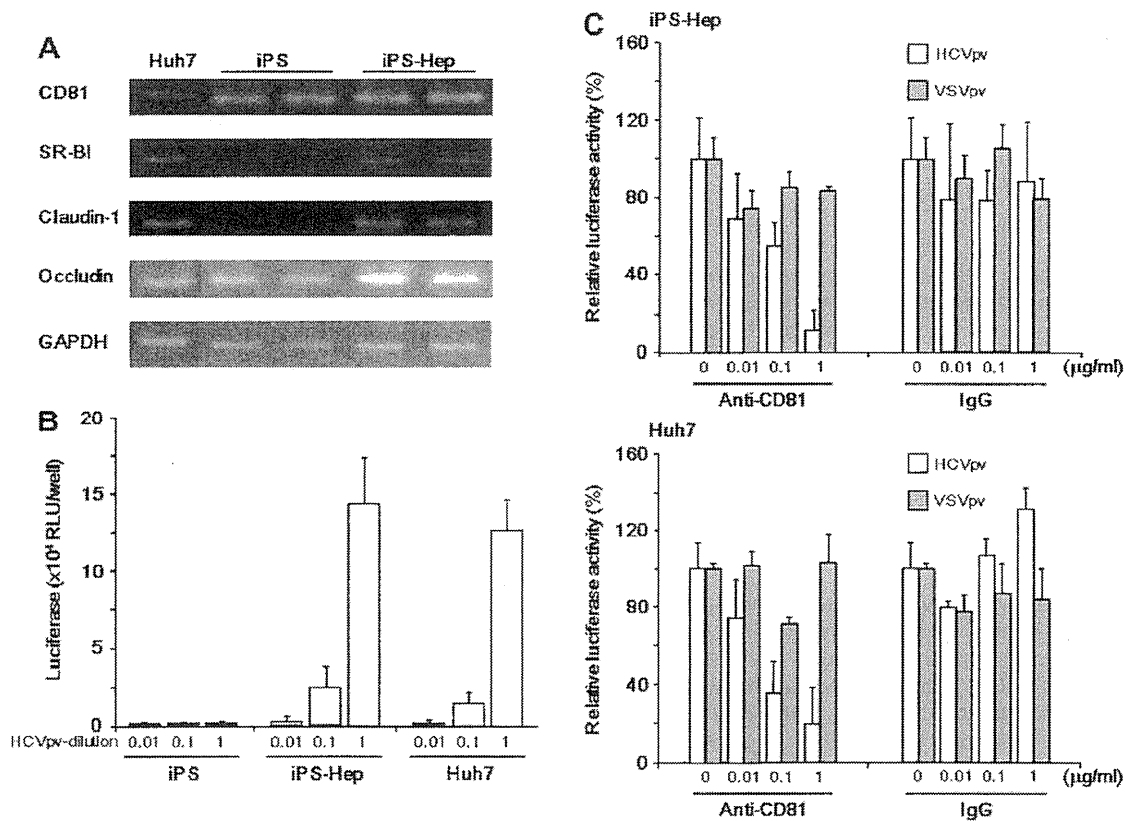 A
Huh7 iPS iPS-Hep
CD81
SR-BI
Claudin-1
Occludin
GAPDH
B
Luciferase (x10⁴ RLU/well)
20
15
10
5
0
HCVpv-dilution 0.01 0.1 1 0.01 0.1 1 0.01 0.1 1
iPS iPS-Hep Huh7
C
iPS-Hep
Relative luciferase activity (%)
160
120
80
40
0
HCVpv
VSVpv
0 0.01 0.1 1 0 0.01 0.1 1 (μg/ml)
Anti-CD81 IgG
Huh7
Relative luciferase activity (%)
160
120
80
40
0
HCVpv
VSVpv
0 0.01 0.1 1 0 0.01 0.1 1 (μg/ml)
Anti-CD81 IgG